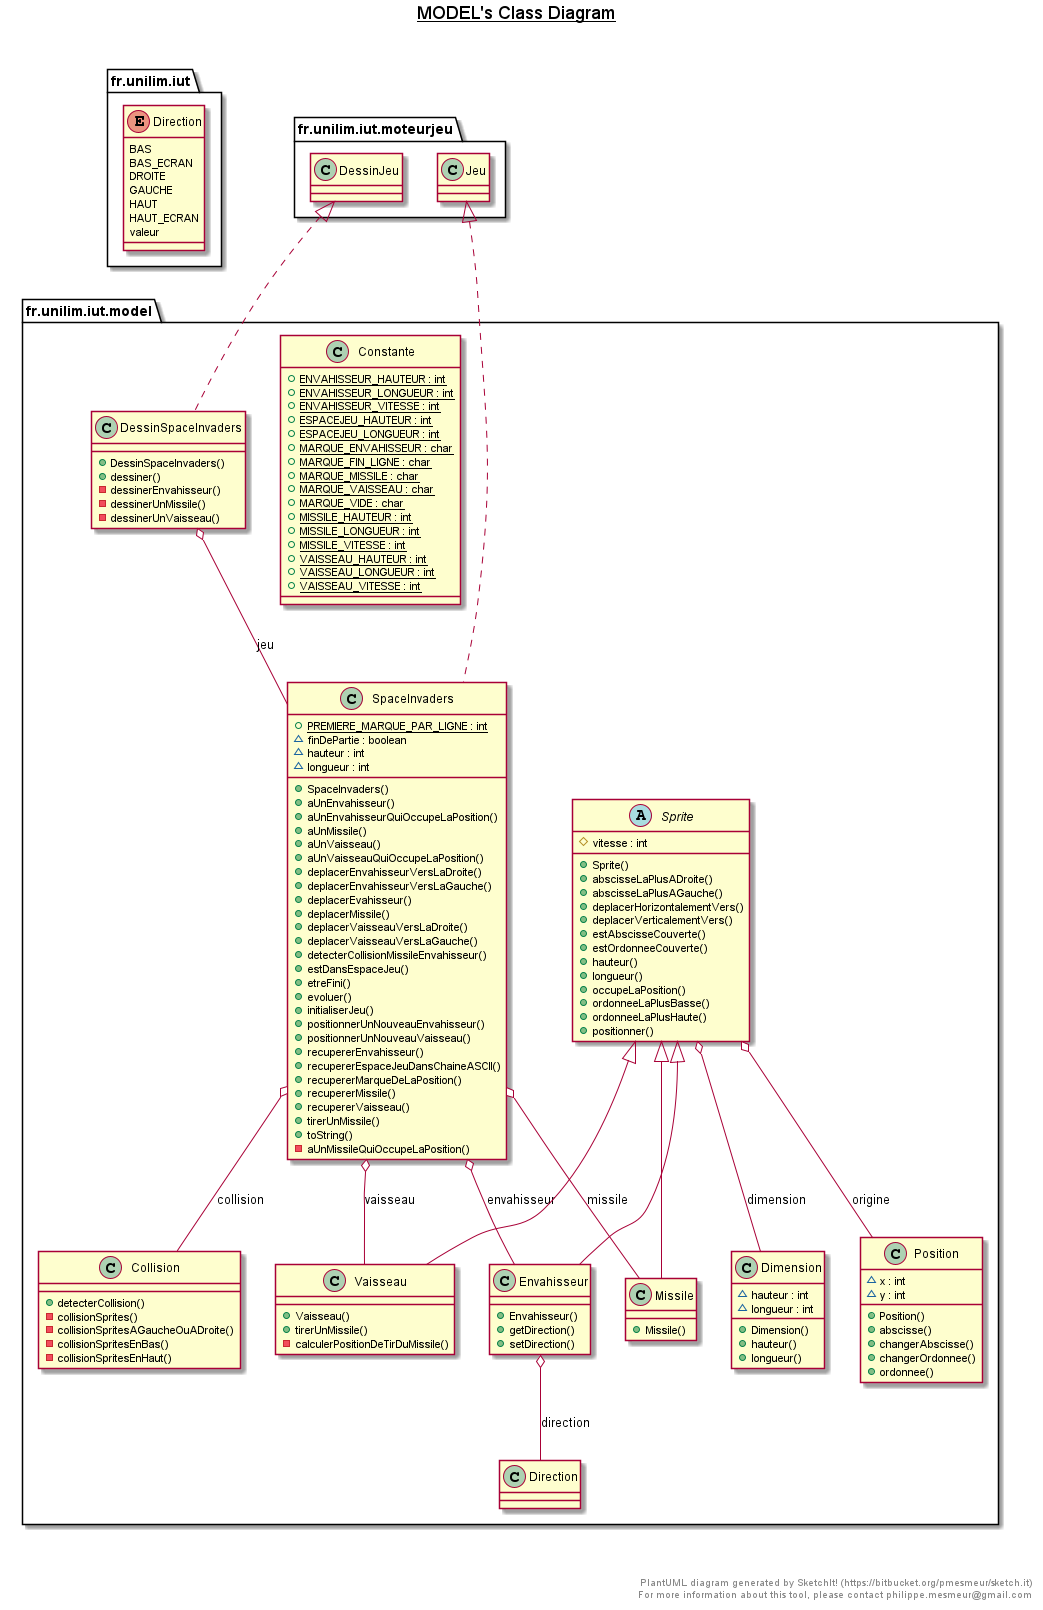 MODEL's Class Diagram
fr.unilim.iut
E Direction
BAS
BAS_ECRAN
DROITE
GAUCHE
HAUT
HAUT_ECRAN
valeur
fr.unilim.iut.moteurjeu
C DessinJeu
C Jeu
fr.unilim.iut.model
C Constante
ENVAHISSEUR_HAUTEUR : int
ENVAHISSEUR_LONGUEUR : int
ENVAHISSEUR_VITESSE : int
ESPACEJEU_HAUTEUR : int
ESPACEJEU_LONGUEUR : int
MARQUE_ENVAHISSEUR : char
MARQUE_FIN_LIGNE : char
MARQUE_MISSILE : char
MARQUE_VAISSEAU : char
MARQUE_VIDE : char
MISSILE_HAUTEUR : int
MISSILE_LONGUEUR : int
MISSILE_VITESSE : int
VAISSEAU_HAUTEUR : int
VAISSEAU_LONGUEUR : int
VAISSEAU_VITESSE : int
C DessinSpaceInvaders
DessinSpaceInvaders()
dessiner()
dessinerEnvahisseur()
dessinerUnMissile()
dessinerUnVaisseau()
jeu
C SpaceInvaders
PREMIERE_MARQUE_PAR_LIGNE : int
finDePartie : boolean
hauteur : int
longueur : int
SpaceInvaders()
aUnEnvahisseur()
aUnEnvahisseurQuiOccupeLaPosition()
aUnMissile()
aUnVaisseau()
aUnVaisseauQuiOccupeLaPosition()
deplacerEnvahisseurVersLaDroite()
deplacerEnvahisseurVersLaGauche()
deplacerEvahisseur()
deplacerMissile()
deplacerVaisseauVersLaDroite()
deplacerVaisseauVersLaGauche()
detecterCollisionMissileEnvahisseur()
estDansEspaceJeu()
etreFini()
evoluer()
initialiserJeu()
positionnerUnNouveauEnvahisseur()
positionnerUnNouveauVaisseau()
recupererEnvahisseur()
recupererEspaceJeuDansChaineASCII()
recupererMarqueDeLaPosition()
recupererMissile()
recupererVaisseau()
tirerUnMissile()
toString()
aUnMissileQuiOccupeLaPosition()
A Sprite
vitesse : int
Sprite()
abscisseLaPlusADroite()
abscisseLaPlusAGauche()
deplacerHorizontalementVers()
deplacerVerticalementVers()
estAbscisseCouverte()
estOrdonneeCouverte()
hauteur()
longueur()
occupeLaPosition()
ordonneeLaPlusBasse()
ordonneeLaPlusHaute()
positionner()
collision
vaisseau
envahisseur
missile
dimension
origine
C Collision
detecterCollision()
collisionSprites()
collisionSpritesAGaucheOuADroite()
collisionSpritesEnBas()
collisionSpritesEnHaut()
C Vaisseau
Vaisseau()
tirerUnMissile()
calculerPositionDeTirDuMissile()
C Envahisseur
Envahisseur()
getDirection()
setDirection()
C Missile
Missile()
C Dimension
hauteur : int
longueur : int
Dimension()
hauteur()
longueur()
C Position
x : int
y : int
Position()
abscisse()
changerAbscisse()
changerOrdonnee()
ordonnee()
direction
C Direction
PlantUML diagram generated by SketchIt! (https://bitbucket.org/pmesmeur/sketch.it)
For more information about this tool, please contact philippe.mesmeur@gmail.com